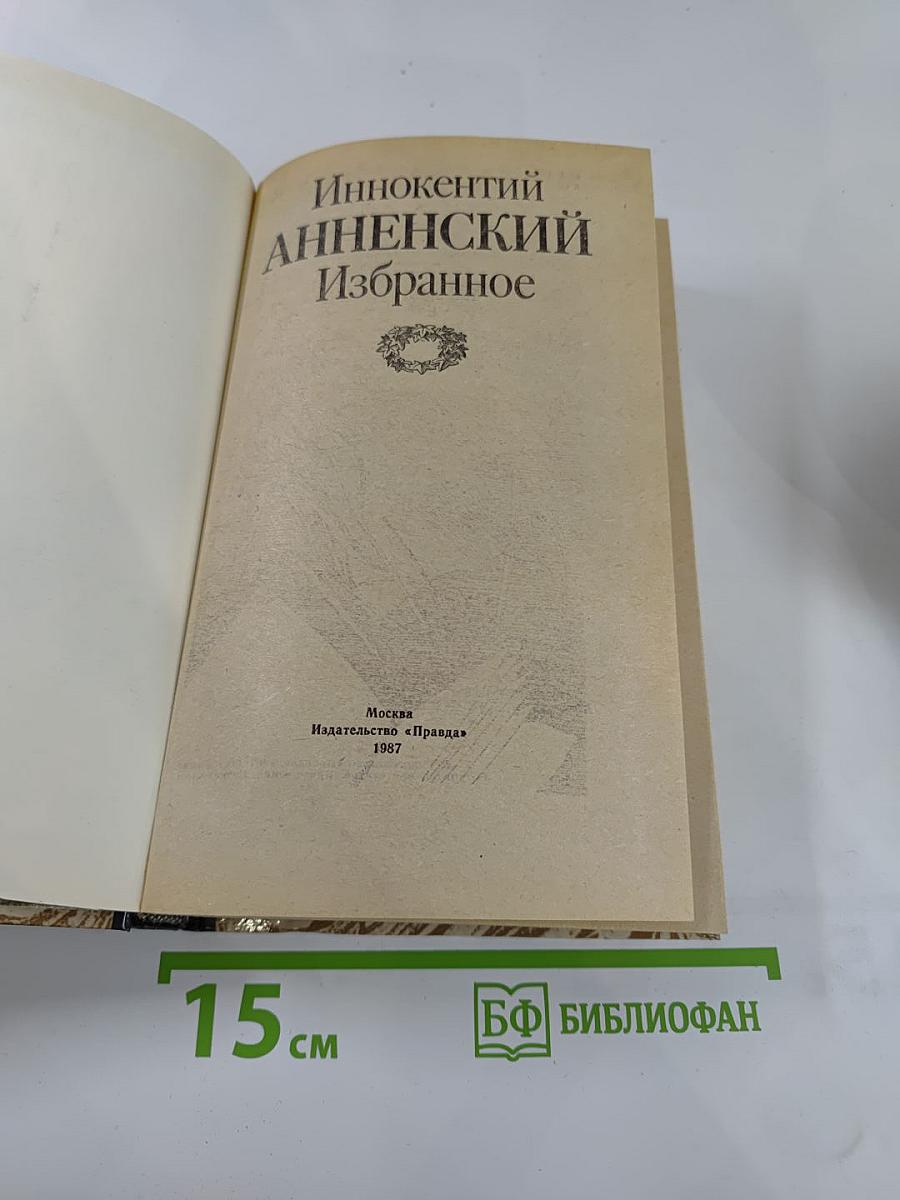 Иннокентий
АННЕНСКИЙ
Избранное
Москва
Издательство «Правда»
1987
15 см
БФ БИБЛИОФАН